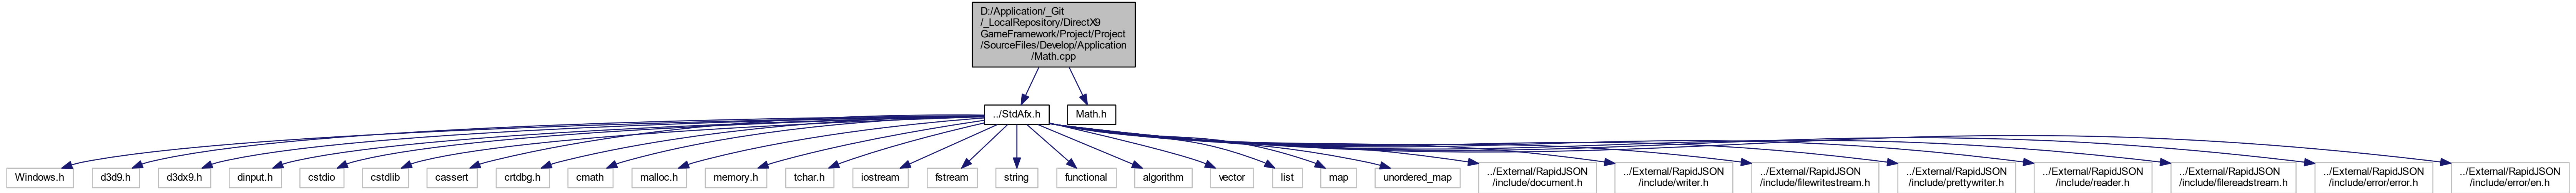 D:/Application/_Git
/_LocalRepository/DirectX9
GameFramework/Project/Project
/SourceFiles/Develop/Application
/Math.cpp
../StdAfx.h
Math.h
Windows.h
d3d9.h
d3dx9.h
dinput.h
cstdio
cstdlib
cassert
crtdbg.h
cmath
malloc.h
memory.h
tchar.h
iostream
fstream
string
functional
algorithm
vector
list
map
unordered_map
../External/RapidJSON
/include/document.h
../External/RapidJSON
/include/writer.h
../External/RapidJSON
/include/filewritestream.h
../External/RapidJSON
/include/prettywriter.h
../External/RapidJSON
/include/reader.h
../External/RapidJSON
/include/filereadstream.h
../External/RapidJSON
/include/error/error.h
../External/RapidJSON
/include/error/en.h